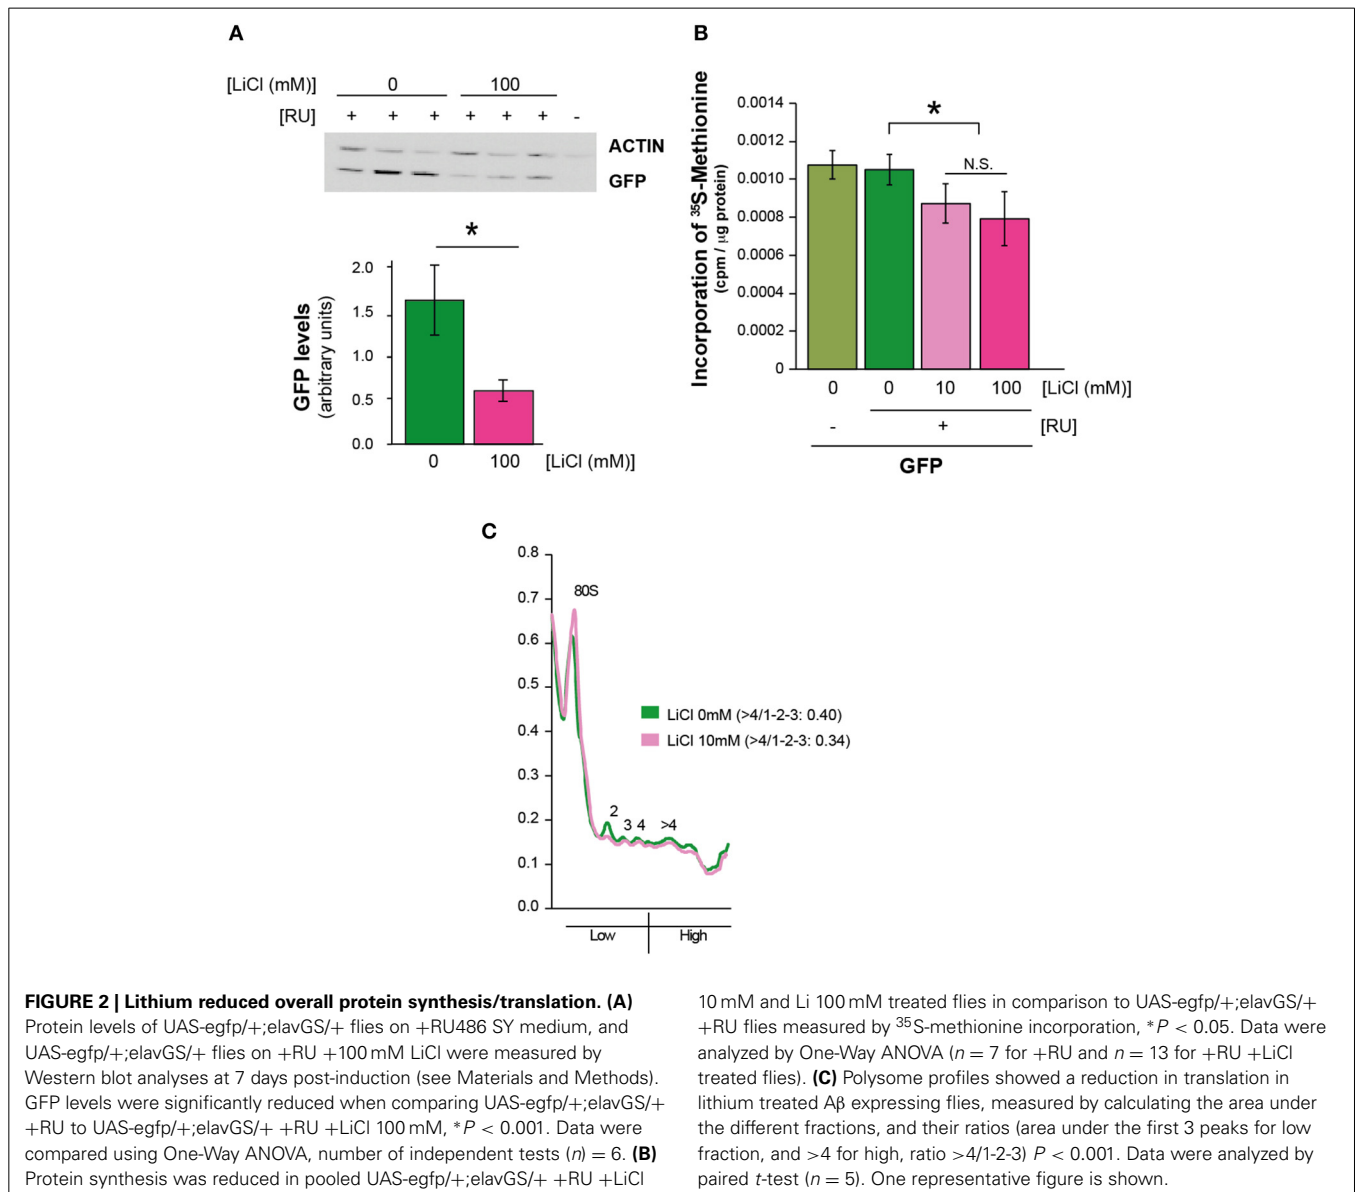 A
[LiCl (mM)] 0 100
[RU] + + + + + + -
ACTIN
GFP
*
GFP levels
(arbitrary units)
2.0
1.5
1.0
0.5
0.0
0 100 [LiCl (mM)]
B
Incorporation of ³⁵S-Methionine
(cpm / µg protein)
0.0014
0.0012
0.0010
0.0008
0.0006
0.0004
0.0002
0
*
N.S.
0 0 10 100 [LiCl (mM)]
- + [RU]
GFP
C
0.8
0.7
0.6
0.5
0.4
0.3
0.2
0.1
0.0
80S
2
3 4 >4
LiCl 0mM (>4/1-2-3: 0.40)
LiCl 10mM (>4/1-2-3: 0.34)
Low High
FIGURE 2 | Lithium reduced overall protein synthesis/translation. (A)
Protein levels of UAS-egfp/+;elavGS/+ flies on +RU486 SY medium, and
UAS-egfp/+;elavGS/+ flies on +RU +100 mM LiCl were measured by
Western blot analyses at 7 days post-induction (see Materials and Methods).
GFP levels were significantly reduced when comparing UAS-egfp/+;elavGS/+
+RU to UAS-egfp/+;elavGS/+ +RU +LiCl 100 mM, *P < 0.001. Data were
compared using One-Way ANOVA, number of independent tests (n) = 6. (B)
Protein synthesis was reduced in pooled UAS-egfp/+;elavGS/+ +RU +LiCl
10 mM and Li 100 mM treated flies in comparison to UAS-egfp/+;elavGS/+
+RU flies measured by ³⁵S-methionine incorporation, *P < 0.05. Data were
analyzed by One-Way ANOVA (n = 7 for +RU and n = 13 for +RU +LiCl
treated flies). (C) Polysome profiles showed a reduction in translation in
lithium treated Aβ expressing flies, measured by calculating the area under
the different fractions, and their ratios (area under the first 3 peaks for low
fraction, and >4 for high, ratio >4/1-2-3) P < 0.001. Data were analyzed by
paired t-test (n = 5). One representative figure is shown.